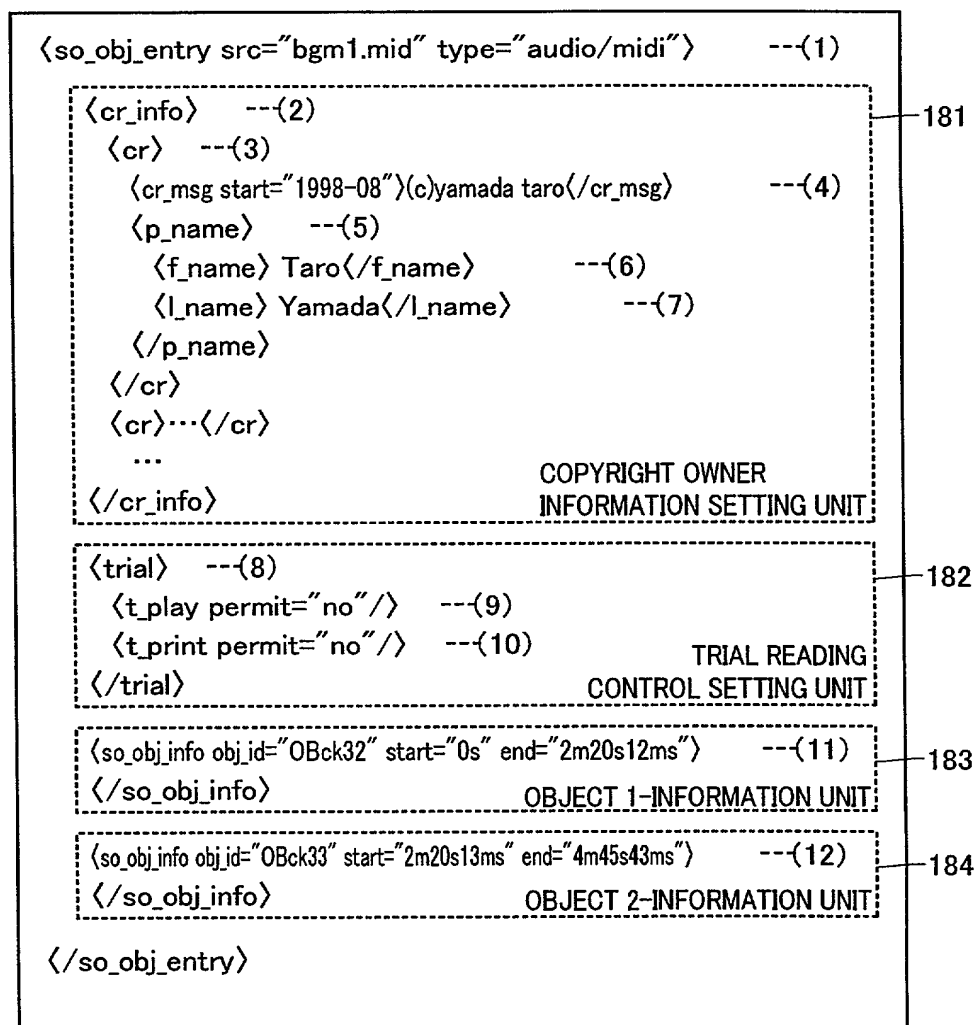 〈so_obj_entry src="bgm1.mid" type="audio/midi"〉 ---(1)
〈cr_info〉 ---(2)
181
〈cr〉 ---(3)
〈cr_msg start="1998-08"〉(c)yamada taro〈/cr_msg〉 ---(4)
〈p_name〉 ---(5)
〈f_name〉 Taro〈/f_name〉 ---(6)
〈l_name〉 Yamada〈/l_name〉 ---(7)
〈/p_name〉
〈/cr〉
〈cr〉···〈/cr〉
...
COPYRIGHT OWNER
〈/cr_info〉 INFORMATION SETTING UNIT
〈trial〉 ---(8)
182
〈t_play permit="no"/〉 ---(9)
〈t_print permit="no"/〉 ---(10)
TRIAL READING
〈/trial〉 CONTROL SETTING UNIT
〈so_obj_info obj_id="OBck32" start="0s" end="2m20s12ms"〉 ---(11)
183
〈/so_obj_info〉 OBJECT 1-INFORMATION UNIT
〈so_obj_info obj_id="OBck33" start="2m20s13ms" end="4m45s43ms"〉 ---(12)
184
〈/so_obj_info〉 OBJECT 2-INFORMATION UNIT
〈/so_obj_entry〉